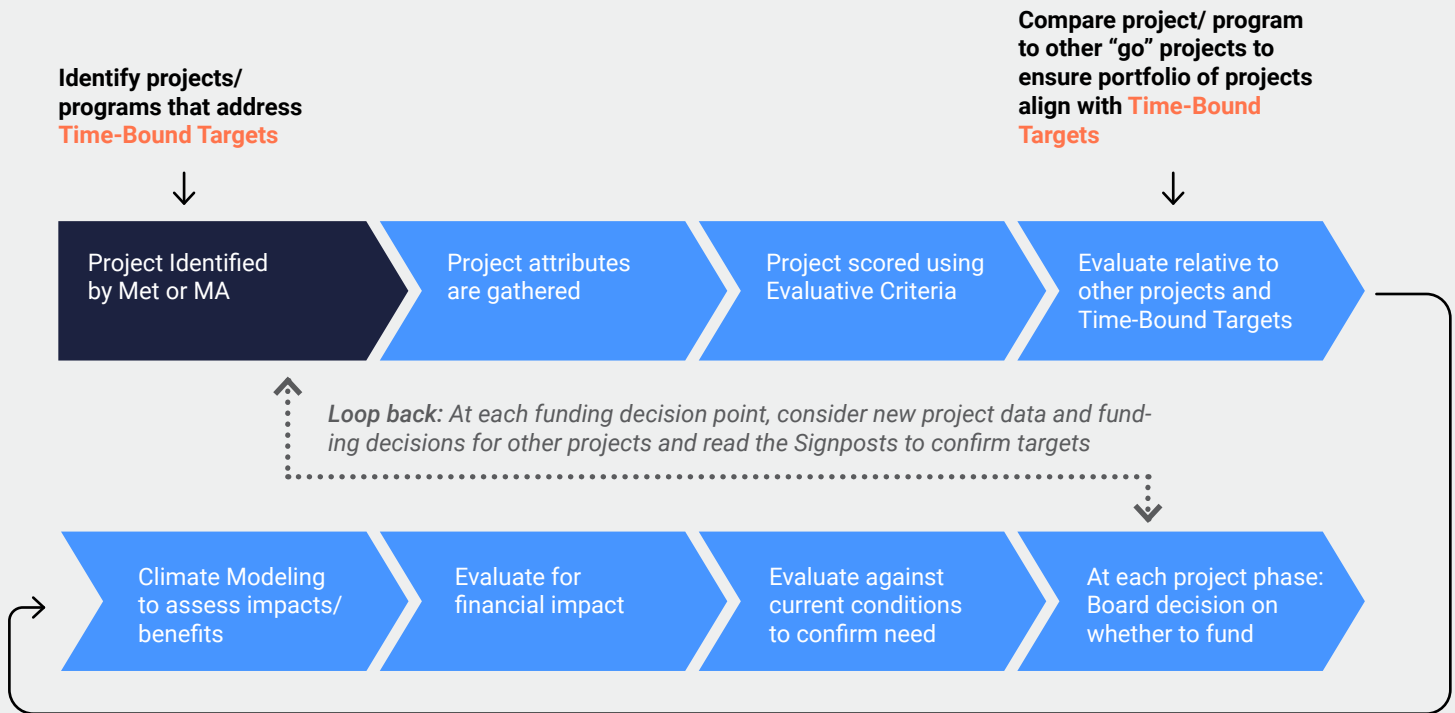 Identify projects/
programs that address
Time-Bound Targets
Compare project/ program
to other “go” projects to
ensure portfolio of projects
align with Time-Bound
Targets
Project Identified
by Met or MA
Project attributes
are gathered
Project scored using
Evaluative Criteria
Evaluate relative to
other projects and
Time-Bound Targets
Loop back: At each funding decision point, consider new project data and fund-
ing decisions for other projects and read the Signposts to confirm targets
Climate Modeling
to assess impacts/
benefits
Evaluate for
financial impact
Evaluate against
current conditions
to confirm need
At each project phase:
Board decision on
whether to fund